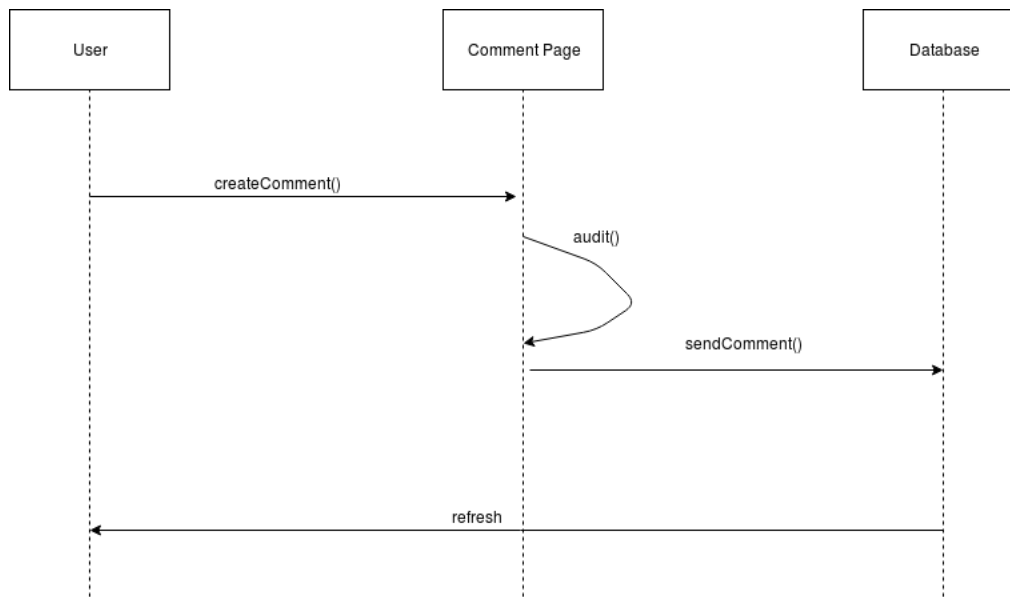 User
Comment Page
Database
createComment()
audit()
sendComment()
refresh